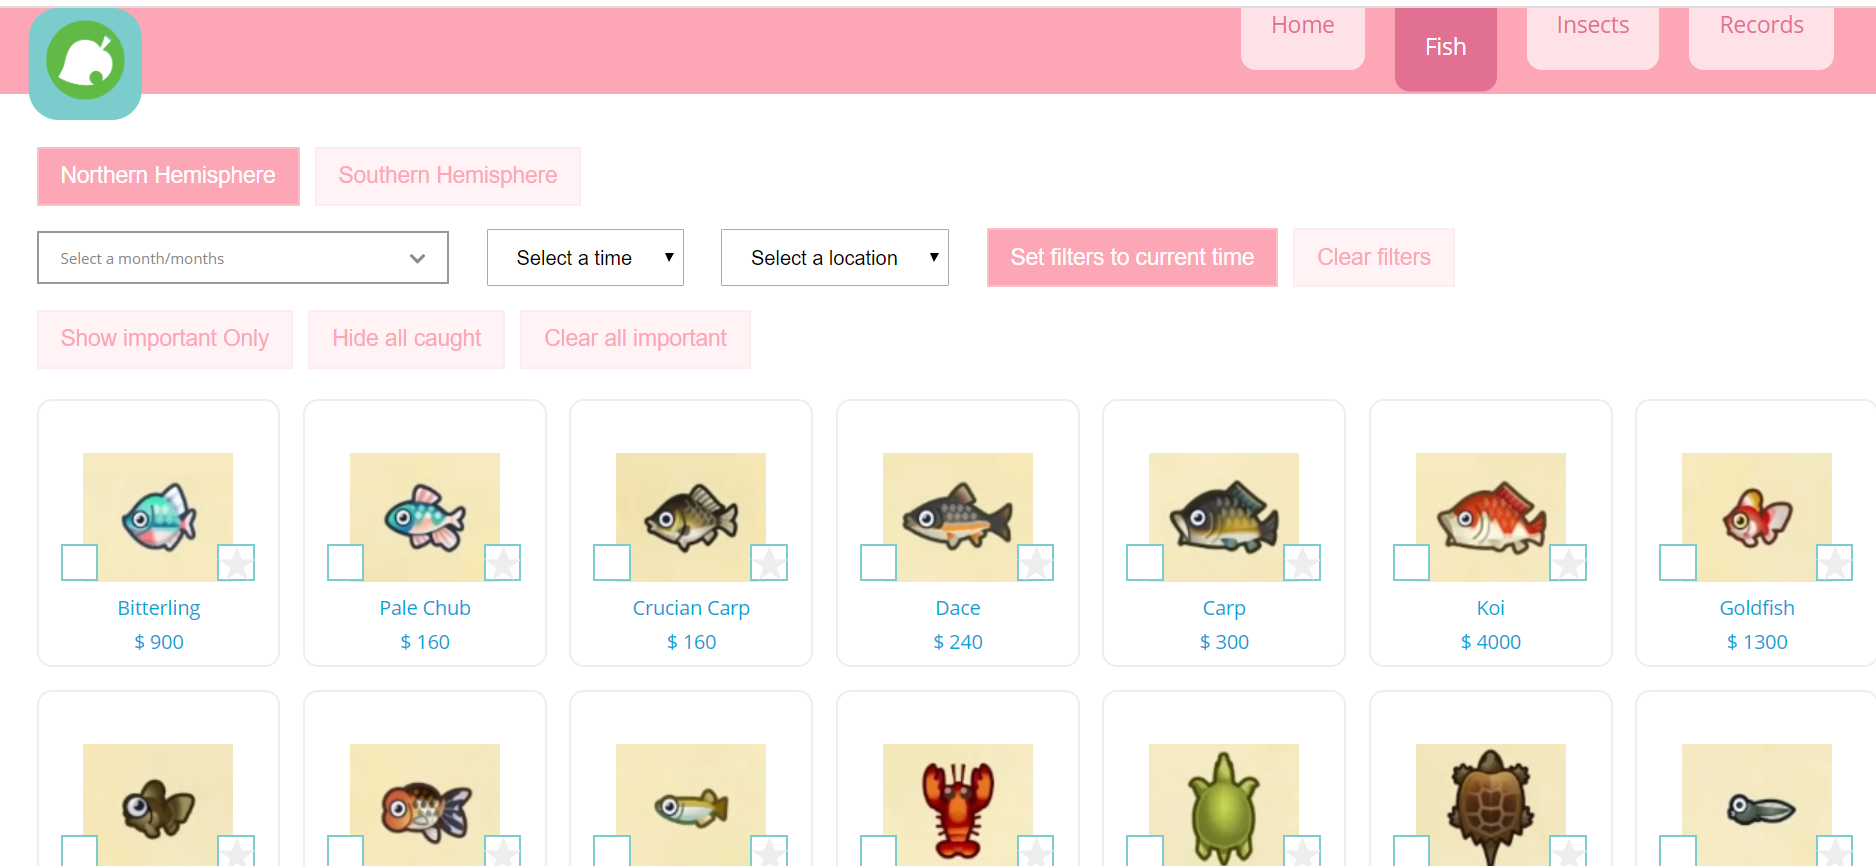 Home
Fish
Insects
Records
Northern Hemisphere
Southern Hemisphere
Select a month/months
Select a time
Select a location
Set filters to current time
Clear filters
Show important Only
Hide all caught
Clear all important
Bitterling
$ 900
Pale Chub
$ 160
Crucian Carp
$ 160
Dace
$ 240
Carp
$ 300
Koi
$ 4000
Goldfish
$ 1300